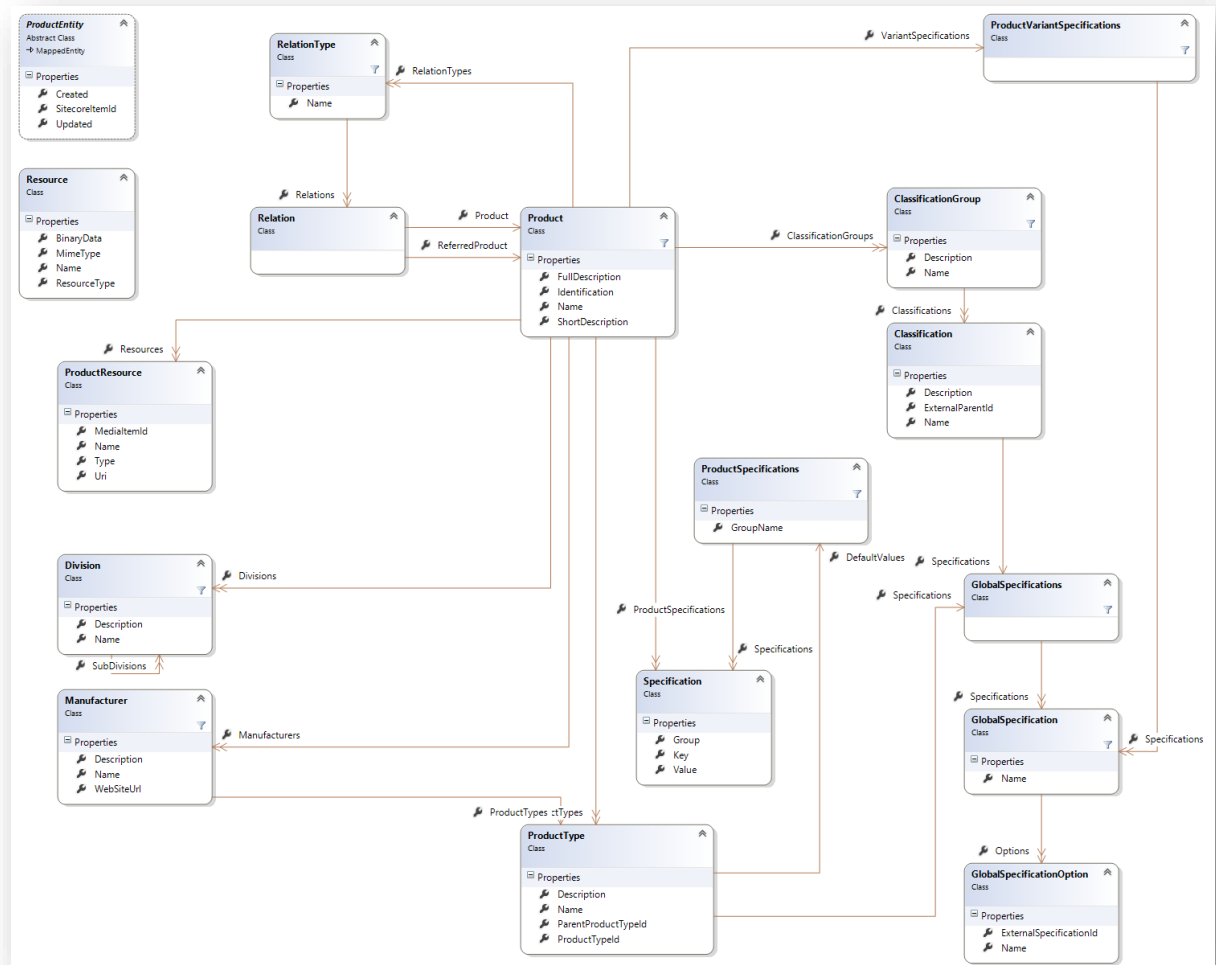 ProductEntity
Abstract Class
MappedEntity
Properties
Created
SitecoreItemId
Updated
RelationType
Class
Properties
Name
RelationTypes
VariantSpecifications
ProductVariantSpecifications
Class
Resource
Class
Properties
BinaryData
MimeType
Name
ResourceType
Relations
Relation
Class
Product
ReferredProduct
Product
Class
Properties
FullDescription
Identification
Name
ShortDescription
ClassificationGroups
ClassificationGroup
Class
Properties
Description
Name
Classifications
Classification
Class
Properties
Description
ExternalParentId
Name
Resources
ProductResource
Class
Properties
MediaItemId
Name
Type
Uri
ProductSpecifications
Class
Properties
GroupName
DefaultValues
Specifications
Specifications
GlobalSpecifications
Class
Division
Class
Properties
Description
Name
Divisions
SubDivisions
ProductSpecifications
Specifications
Specification
Class
Properties
Group
Key
Value
Manufacturer
Class
Properties
Description
Name
WebSiteUrl
Manufacturers
Specifications
GlobalSpecification
Class
Properties
Name
Specifications
ProductTypes
:tTypes
ProductType
Class
Properties
Description
Name
ParentProductTypeId
ProductTypeId
Options
GlobalSpecificationOption
Class
Properties
ExternalSpecificationId
Name